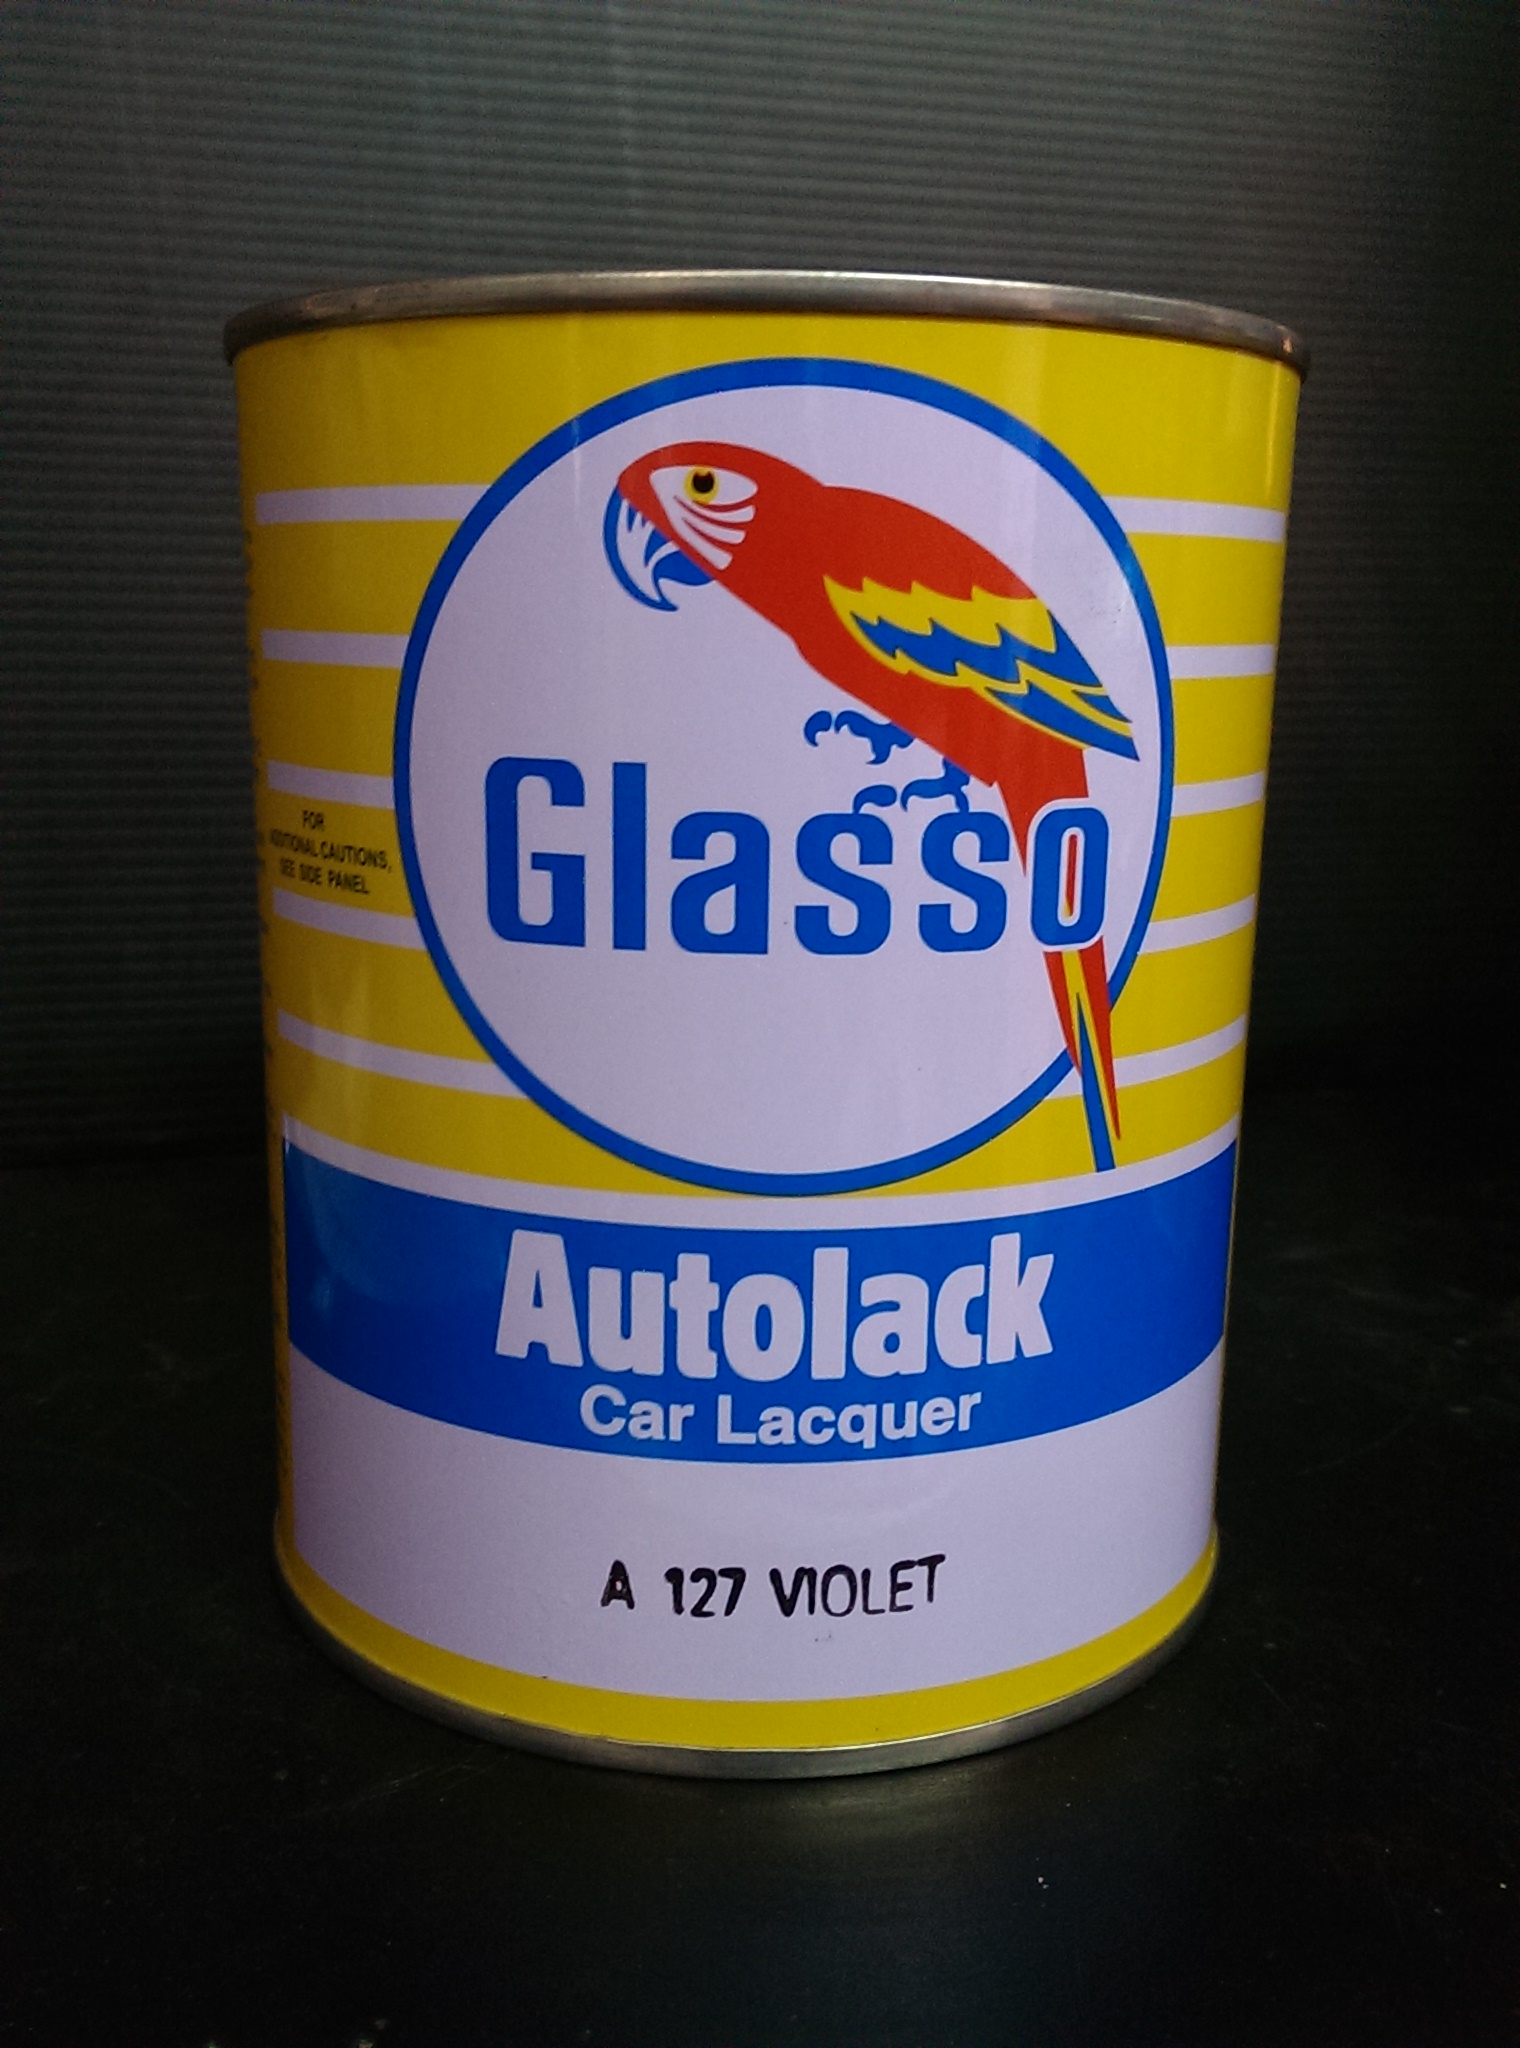 Glasso
FOR
ADDITIONAL CAUTIONS,
SEE SIDE PANEL
Autolack
Car Lacquer
A 127 VIOLET